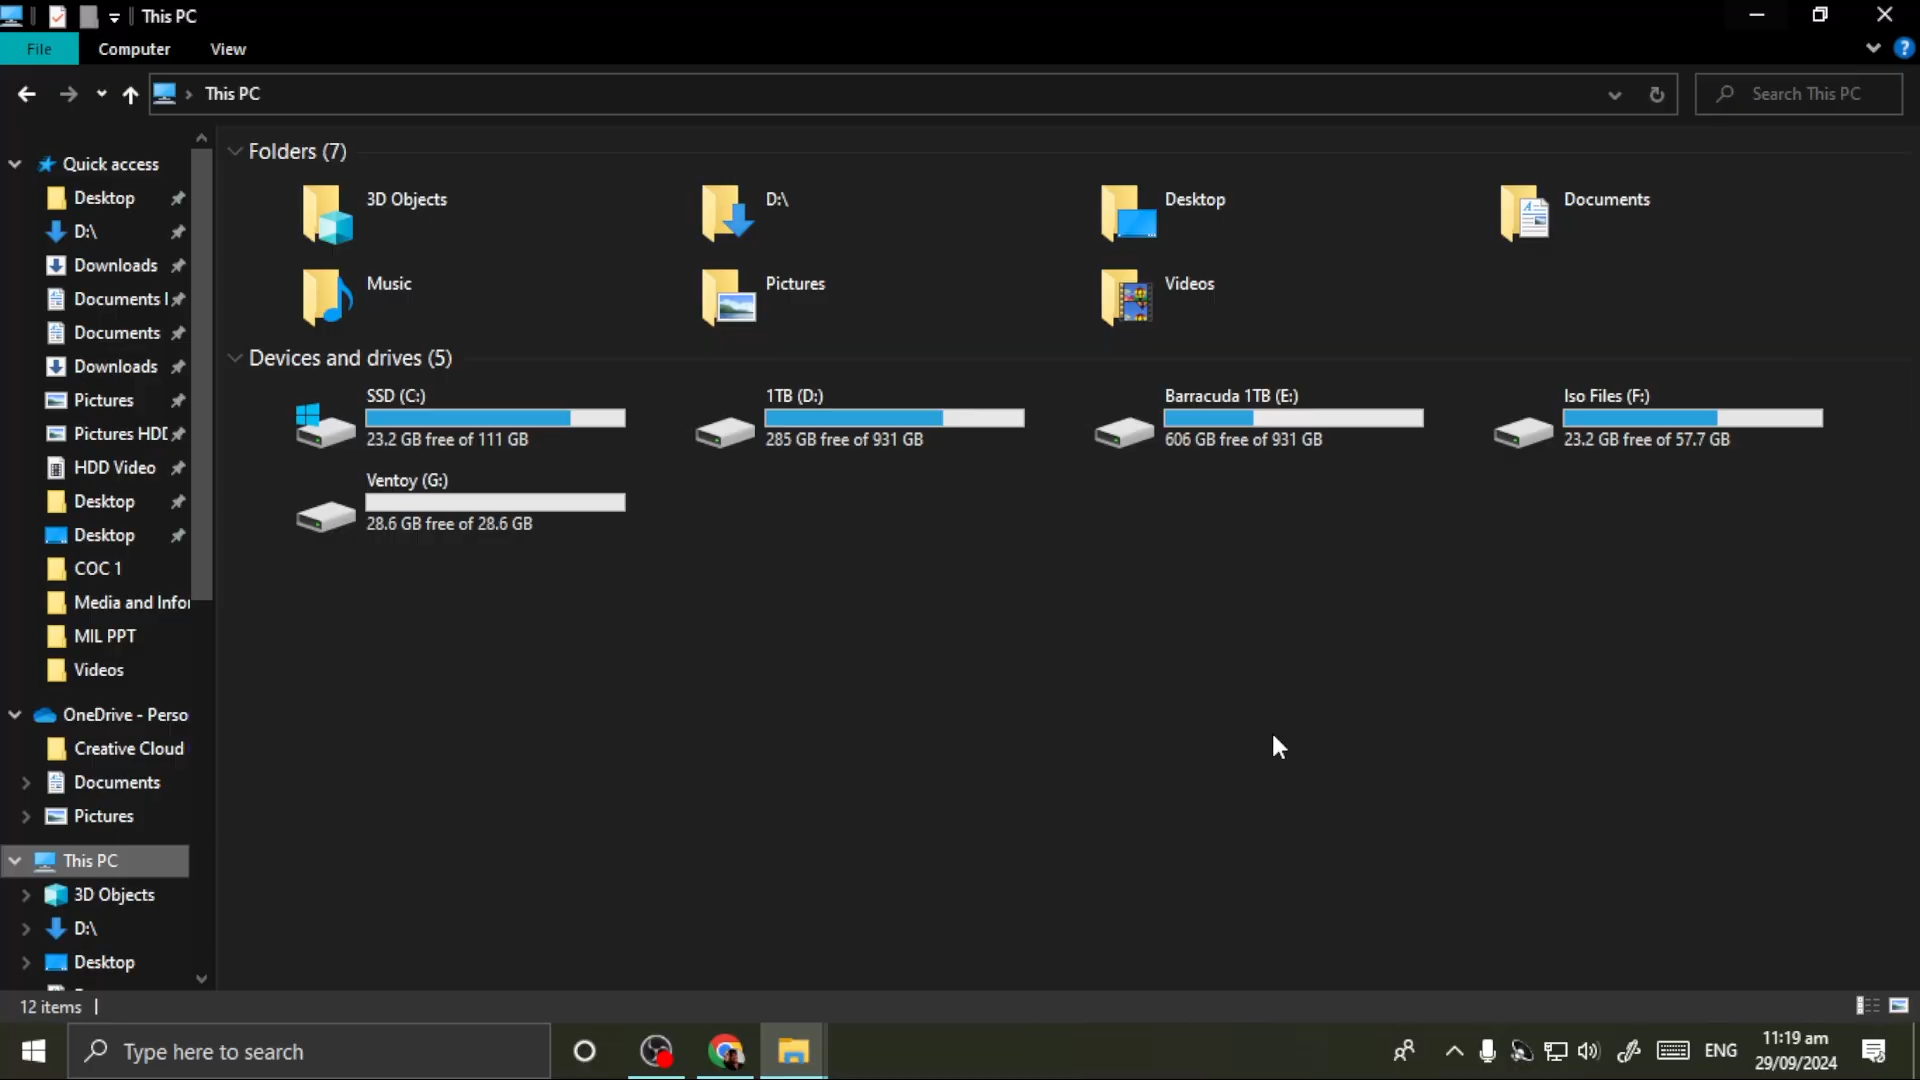 This PC
File
Computer
View
This PC
Search This PC
Quick access
Desktop
D:\
Downloads
Documents
Documents
Downloads
Pictures
Pictures HDD
HDD Video
Desktop
Desktop
COC 1
Media and Infor
MIL PPT
Videos
OneDrive - Perso
Creative Cloud
Documents
Pictures
This PC
3D Objects
D:\
Desktop
Folders (7)
3D Objects
D:\
Desktop
Documents
Music
Pictures
Videos
Devices and drives (5)
SSD (C:)
23.2 GB free of 111 GB
1TB (D:)
285 GB free of 931 GB
Barracuda 1TB (E:)
606 GB free of 931 GB
Iso Files (F:)
23.2 GB free of 57.7 GB
Ventoy (G:)
28.6 GB free of 28.6 GB
12 items
Type here to search
ENG
11:19 am
29/09/2024